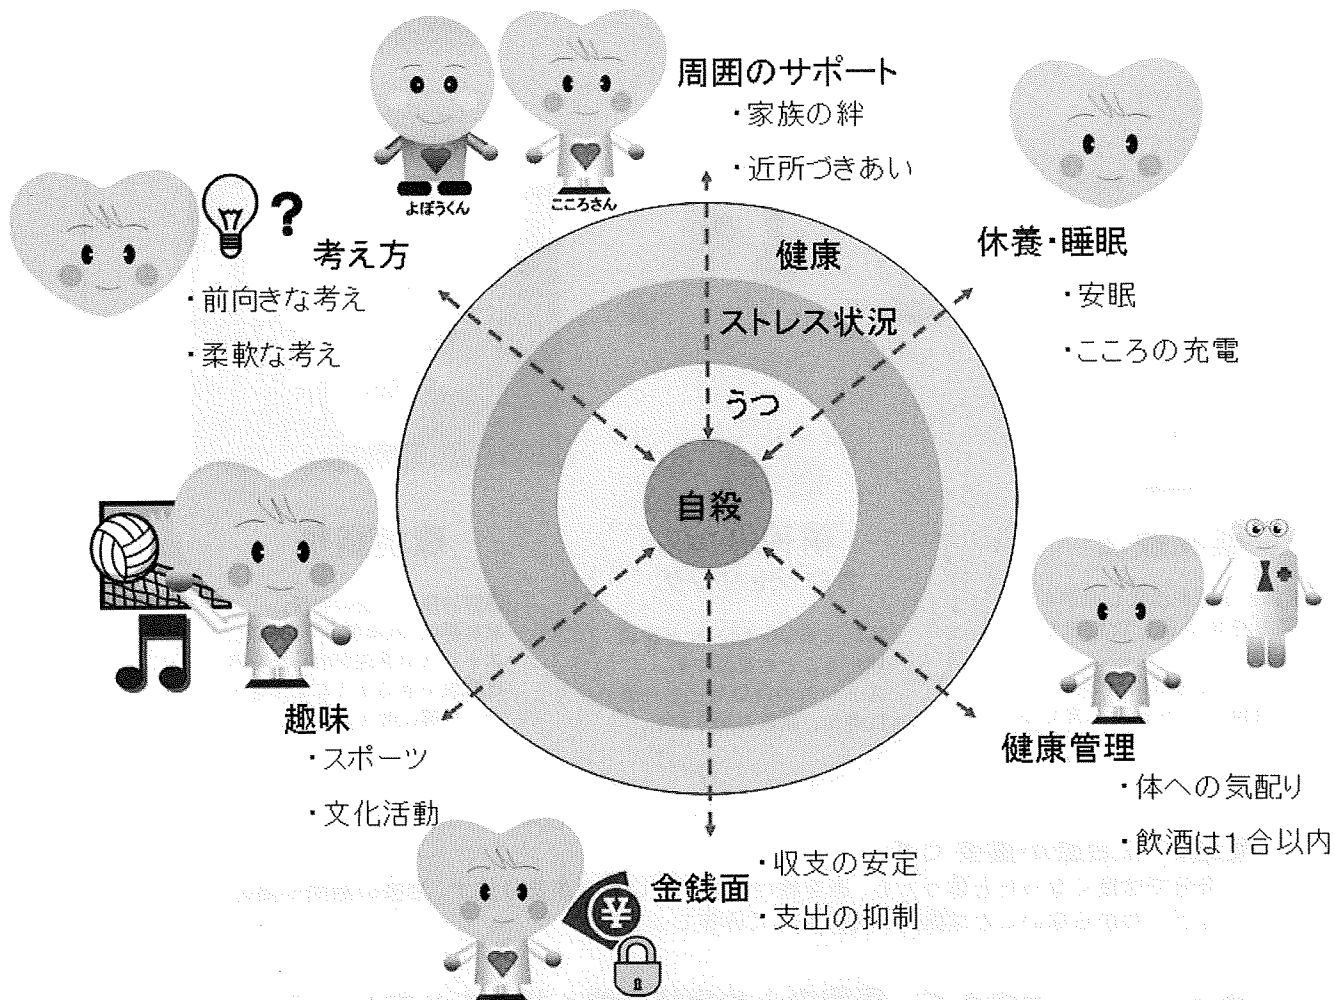 周囲のサポート
・家族の絆
・近所づきあい
よぼうくん
こころさん
考え方
・前向きな考え
・柔軟な考え
休養・睡眠
・安眠
・こころの充電
健康
ストレス状況
うつ
自殺
趣味
・スポーツ
・文化活動
健康管理
・体への気配り
・飲酒は1合以内
金銭面
・収支の安定
・支出の抑制
¥